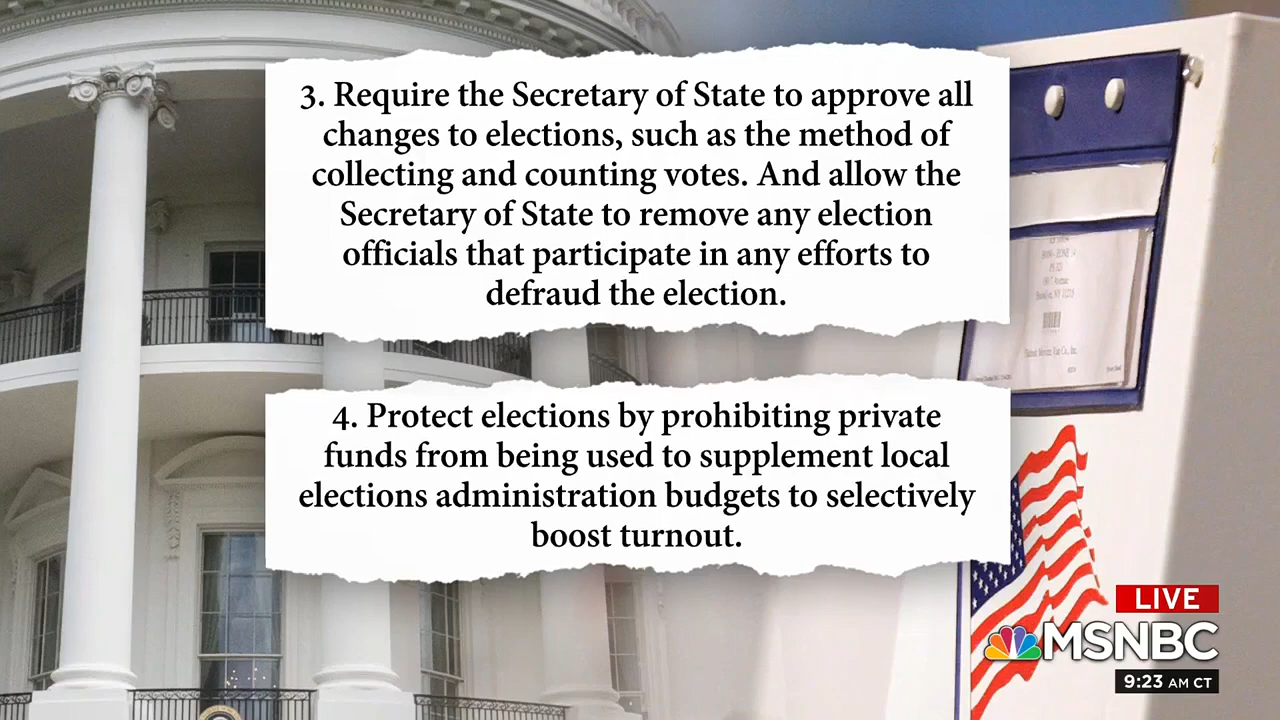 3. Require the Secretary of State to approve all
changes to elections, such as the method of
collecting and counting votes. And allow the
Secretary of State to remove any election
officials that participate in any efforts to
defraud the election.
4. Protect elections by prohibiting private
funds from being used to supplement local
elections administration budgets to selectively
boost turnout.
LIVE
MSNBC
9:23 AM CT